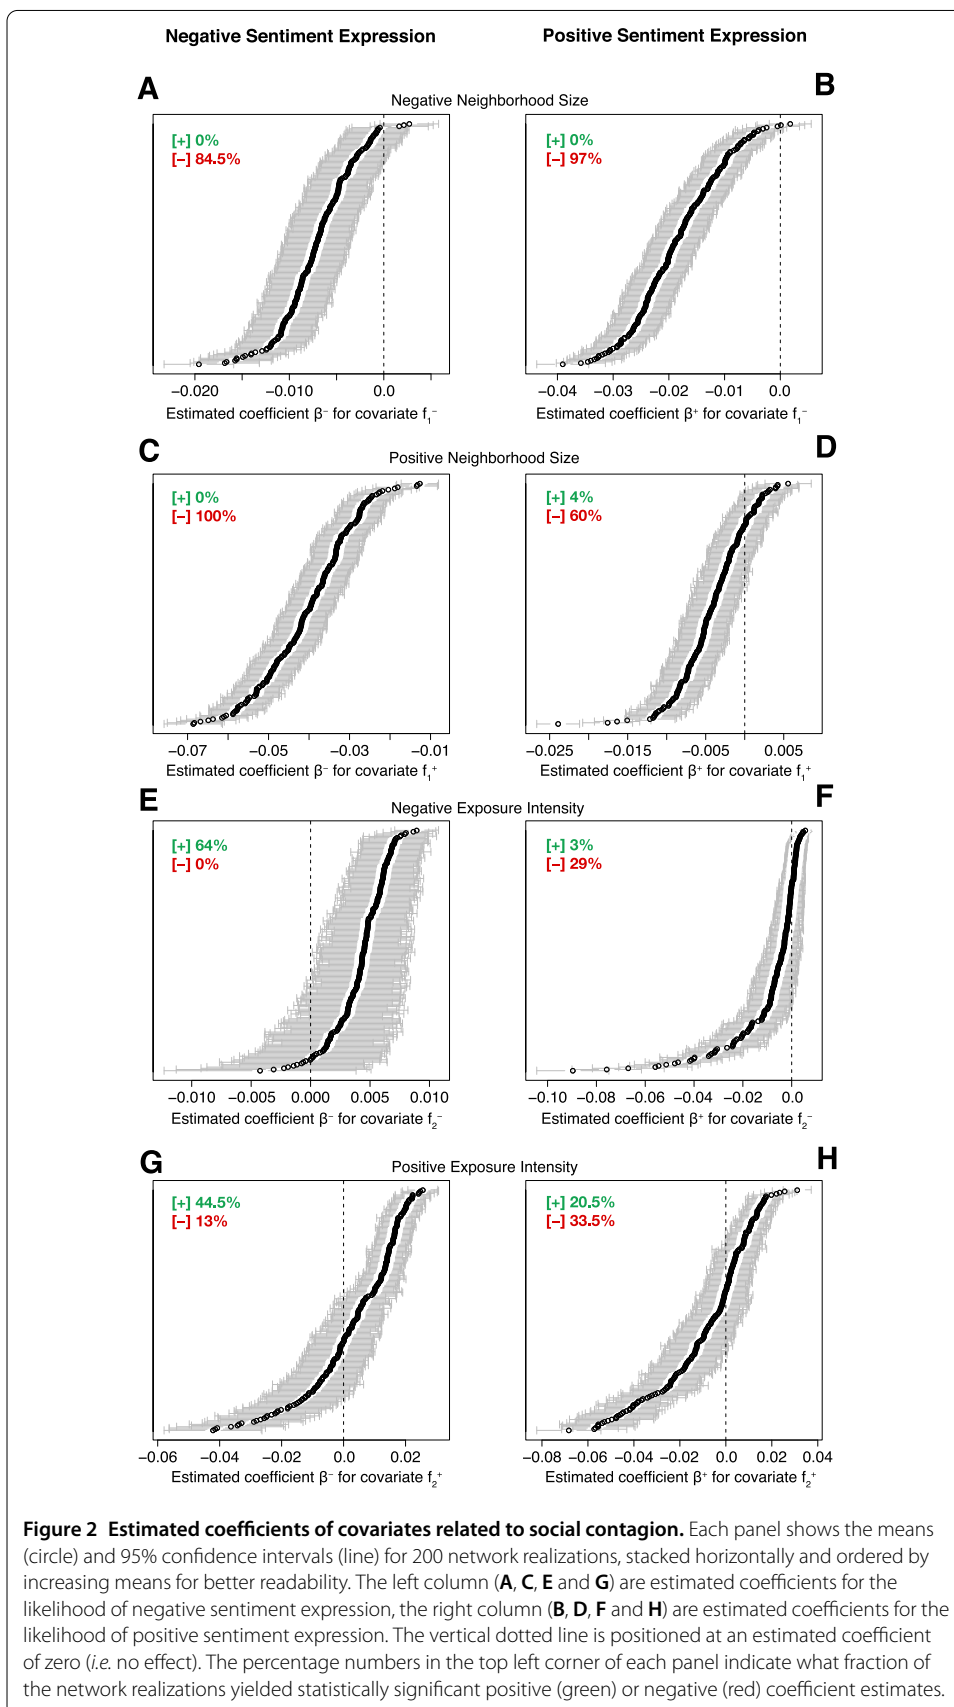 Negative Sentiment Expression
Positive Sentiment Expression
A
Negative Neighborhood Size
B
[+] 0%
[−] 84.5%
−0.020 −0.010 0.0
Estimated coefficient β⁻ for covariate f₁⁻
[+] 0%
[−] 97%
−0.04 −0.03 −0.02 −0.01 0.0
Estimated coefficient β⁺ for covariate f₁⁻
C
Positive Neighborhood Size
D
[+] 0%
[−] 100%
−0.07 −0.05 −0.03 −0.01
Estimated coefficient β⁻ for covariate f₁⁺
[+] 4%
[−] 60%
−0.025 −0.015 −0.005 0.005
Estimated coefficient β⁺ for covariate f₁⁺
E
Negative Exposure Intensity
F
[+] 64%
[−] 0%
−0.010 −0.005 0.000 0.005 0.010
Estimated coefficient β⁻ for covariate f₂⁻
[+] 3%
[−] 29%
−0.10 −0.08 −0.06 −0.04 −0.02 0.0
Estimated coefficient β⁺ for covariate f₂⁻
G
Positive Exposure Intensity
H
[+] 44.5%
[−] 13%
−0.06 −0.04 −0.02 0.0 0.02
Estimated coefficient β⁻ for covariate f₂⁺
[+] 20.5%
[−] 33.5%
−0.08 −0.06 −0.04 −0.02 0.0 0.02 0.04
Estimated coefficient β⁺ for covariate f₂⁺
Figure 2 Estimated coefficients of covariates related to social contagion. Each panel shows the means
(circle) and 95% confidence intervals (line) for 200 network realizations, stacked horizontally and ordered by
increasing means for better readability. The left column (A, C, E and G) are estimated coefficients for the
likelihood of negative sentiment expression, the right column (B, D, F and H) are estimated coefficients for the
likelihood of positive sentiment expression. The vertical dotted line is positioned at an estimated coefficient
of zero (i.e. no effect). The percentage numbers in the top left corner of each panel indicate what fraction of
the network realizations yielded statistically significant positive (green) or negative (red) coefficient estimates.